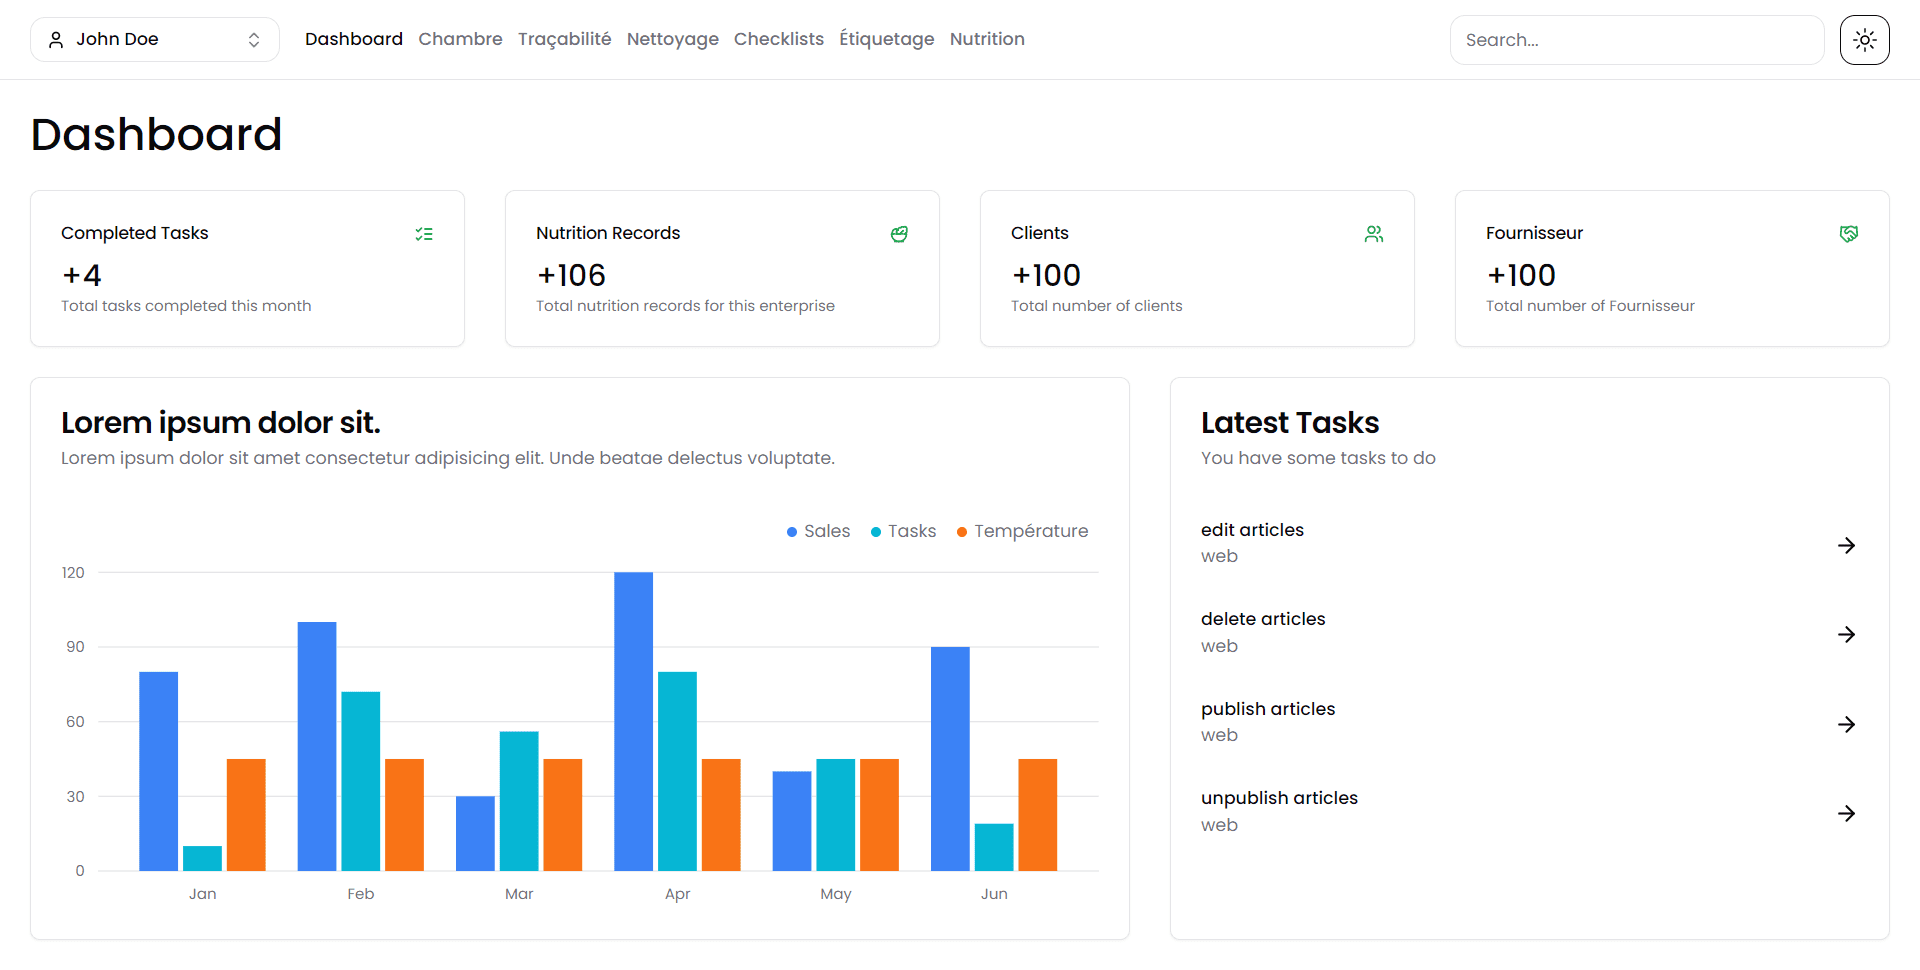 John Doe
Dashboard Chambre Traçabilité Nettoyage Checklists Étiquetage Nutrition
Search...
Dashboard
Completed Tasks
+4
Total tasks completed this month
Nutrition Records
+106
Total nutrition records for this enterprise
Clients
+100
Total number of clients
Fournisseur
+100
Total number of Fournisseur
Lorem ipsum dolor sit.
Lorem ipsum dolor sit amet consectetur adipisicing elit. Unde beatae delectus voluptate.
Sales Tasks Température
120
90
60
30
0
Jan Feb Mar Apr May Jun
Latest Tasks
You have some tasks to do
edit articles
web
delete articles
web
publish articles
web
unpublish articles
web